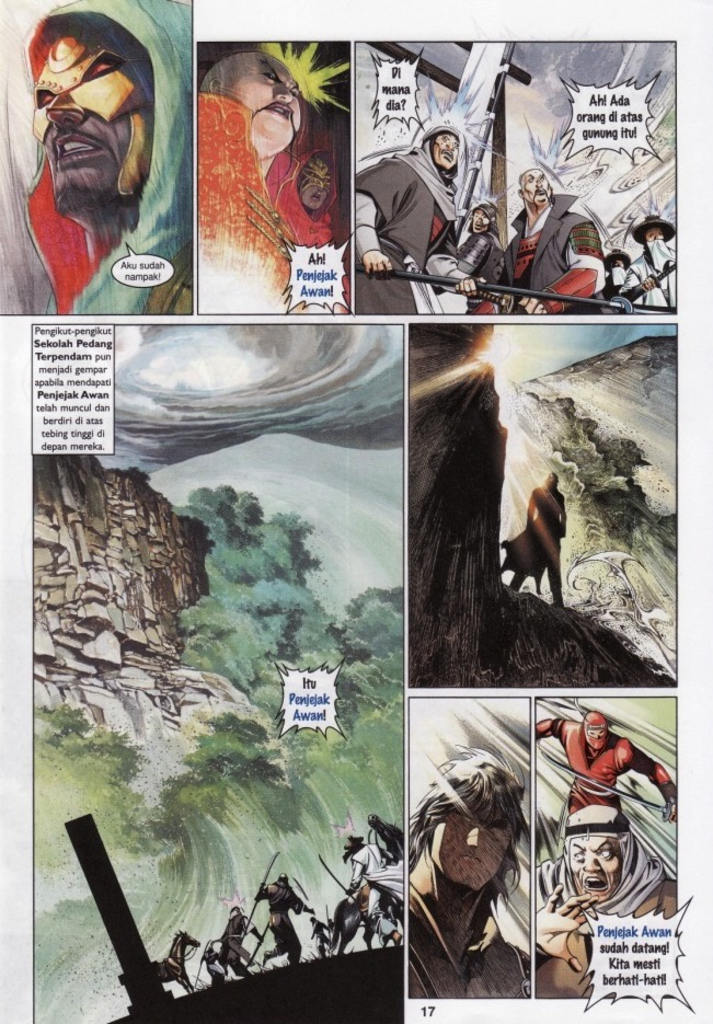 Aku sudah
nampak!
Ah!
Penjejak
Awan!
Di
mana
dia?
Ah! Ada
orang di atas
gunung itu!
Pengikut-pengikut
Sekolah Pedang
Terpendam pun
menjadi gempar
apabila mendapati
Penjejak Awan
telah muncul dan
berdiri di atas
tebing tinggi di
depan mereka.
Itu
Penjejak
Awan!
Penjejak Awan
sudah datang!
Kita mesti
berhati-hati!
17